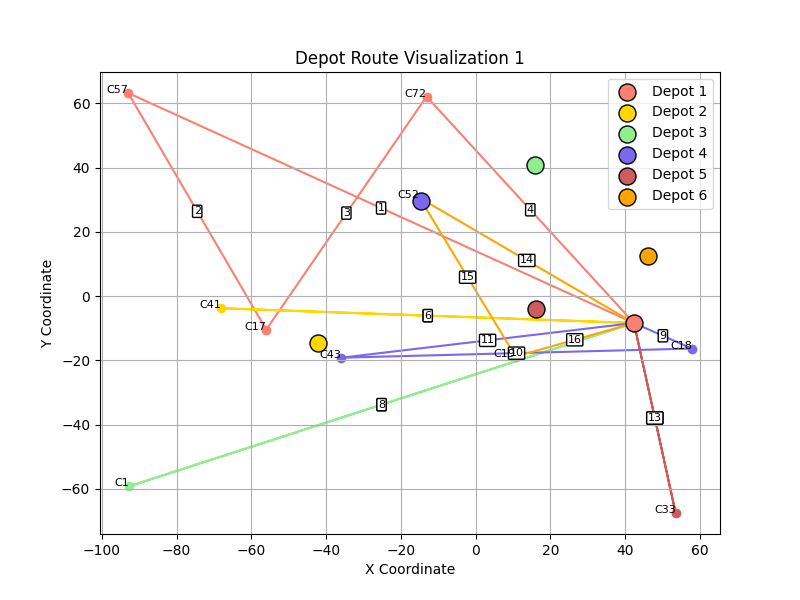 Depot Route Visualization 1
Depot 1
Depot 2
Depot 3
Depot 4
Depot 5
Depot 6
Y Coordinate
60
40
20
0
−20
−40
−60
C57
C72
C52
C41
C17
C43
C18
C1
C33
1
2
3
4
6
8
9
10
11
13
14
15
16
−100
−80
−60
−40
−20
0
20
40
60
X Coordinate